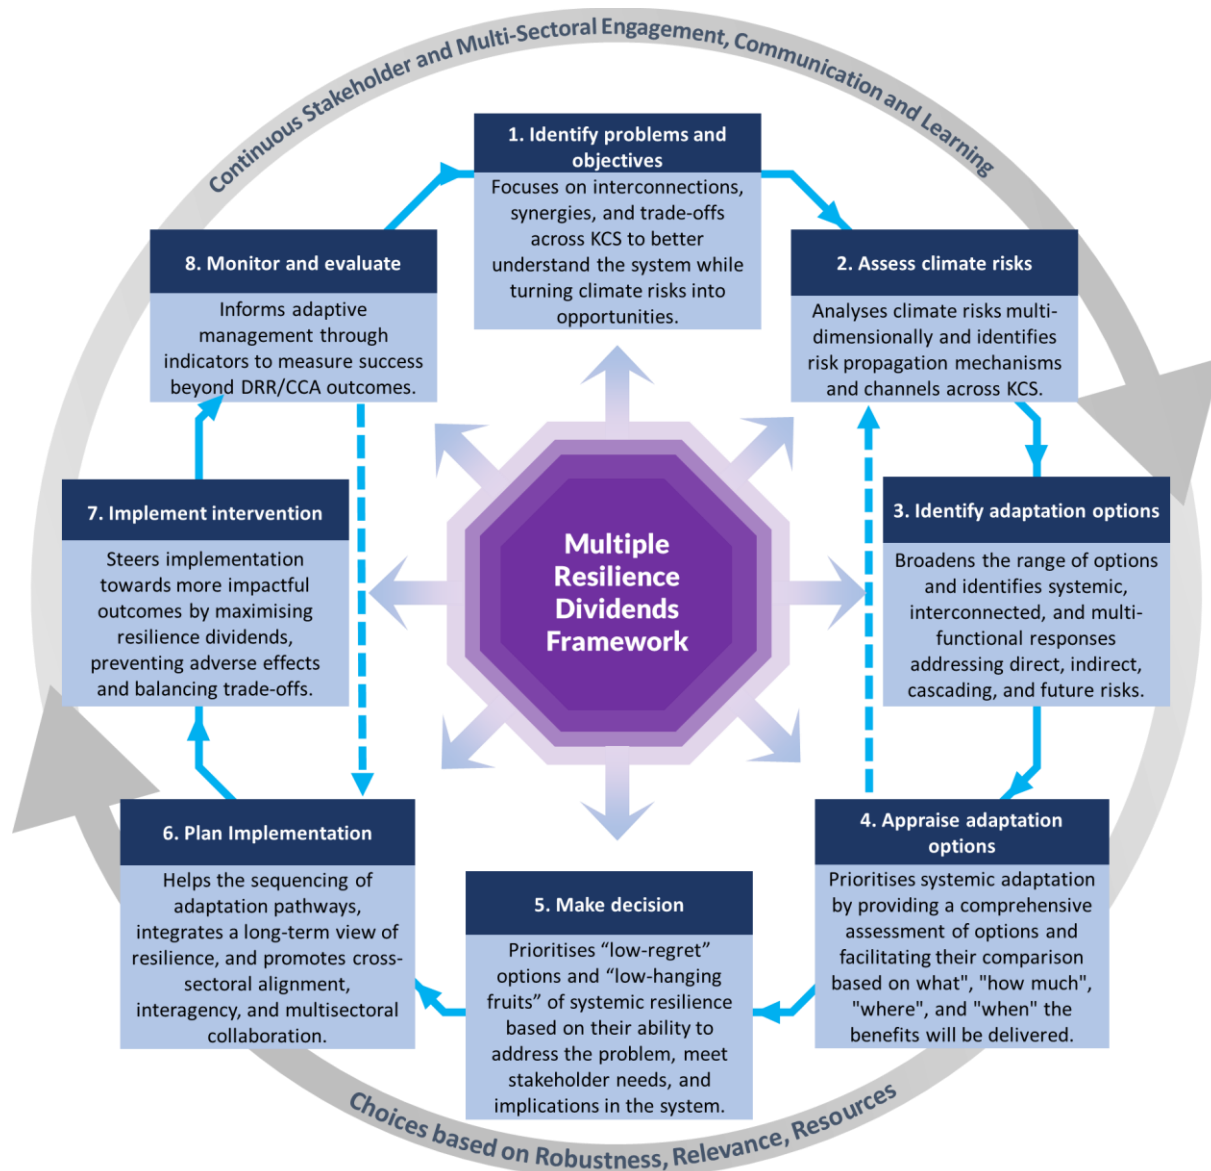 Continuous Stakeholder and Multi-Sectoral Engagement, Communication and Learning
1. Identify problems and
objectives
Focuses on interconnections,
synergies, and trade-offs
across KCS to better
understand the system while
turning climate risks into
opportunities.
2. Assess climate risks
Analyses climate risks multi-
dimensionally and identifies
risk propagation mechanisms
and channels across KCS.
3. Identify adaptation options
Broadens the range of options
and identifies systemic,
interconnected, and multi-
functional responses
addressing direct, indirect,
cascading, and future risks.
4. Appraise adaptation
options
Prioritises systemic adaptation
by providing a comprehensive
assessment of options and
facilitating their comparison
based on what", "how much",
"where", and "when" the
benefits will be delivered.
5. Make decision
Prioritises “low-regret”
options and “low-hanging
fruits” of systemic resilience
based on their ability to
address the problem, meet
stakeholder needs, and
implications in the system.
6. Plan Implementation
Helps the sequencing of
adaptation pathways,
integrates a long-term view of
resilience, and promotes cross-
sectoral alignment,
interagency, and multisectoral
collaboration.
7. Implement intervention
Steers implementation
towards more impactful
outcomes by maximising
resilience dividends,
preventing adverse effects
and balancing trade-offs.
8. Monitor and evaluate
Informs adaptive
management through
indicators to measure success
beyond DRR/CCA outcomes.
Multiple
Resilience
Dividends
Framework
Choices based on Robustness, Relevance, Resources